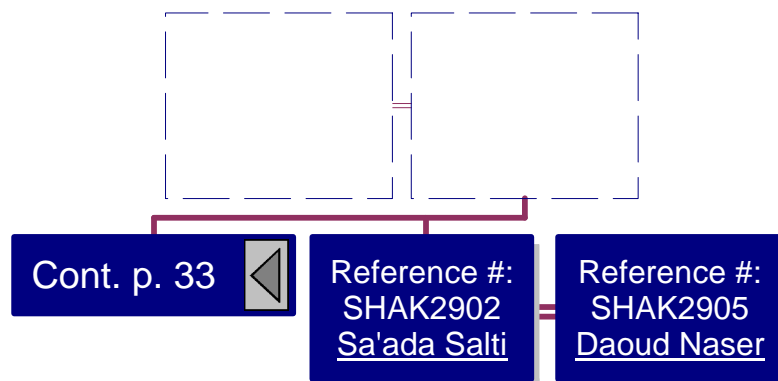 Cont. p. 33
Reference #:
SHAK2902
Sa'ada Salti
Reference #:
SHAK2905
Daoud Naser